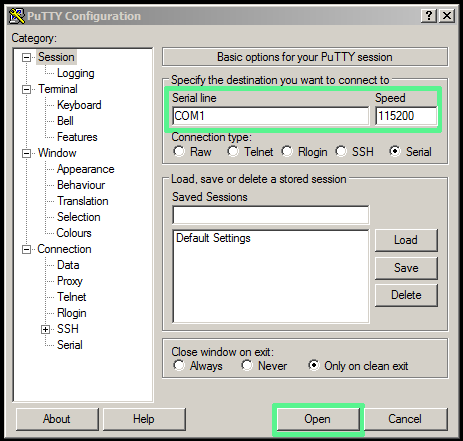 PuTTY Configuration
Category:
Session
Logging
Terminal
Keyboard
Bell
Features
Window
Appearance
Behaviour
Translation
Selection
Colours
Connection
Data
Proxy
Telnet
Rlogin
SSH
Serial
Basic options for your PuTTY session
Specify the destination you want to connect to
Serial line Speed
COM1 115200
Connection type:
Raw Telnet Rlogin SSH Serial
Load, save or delete a stored session
Saved Sessions
Default Settings
Load
Save
Delete
Close window on exit:
Always Never Only on clean exit
About Help Open Cancel